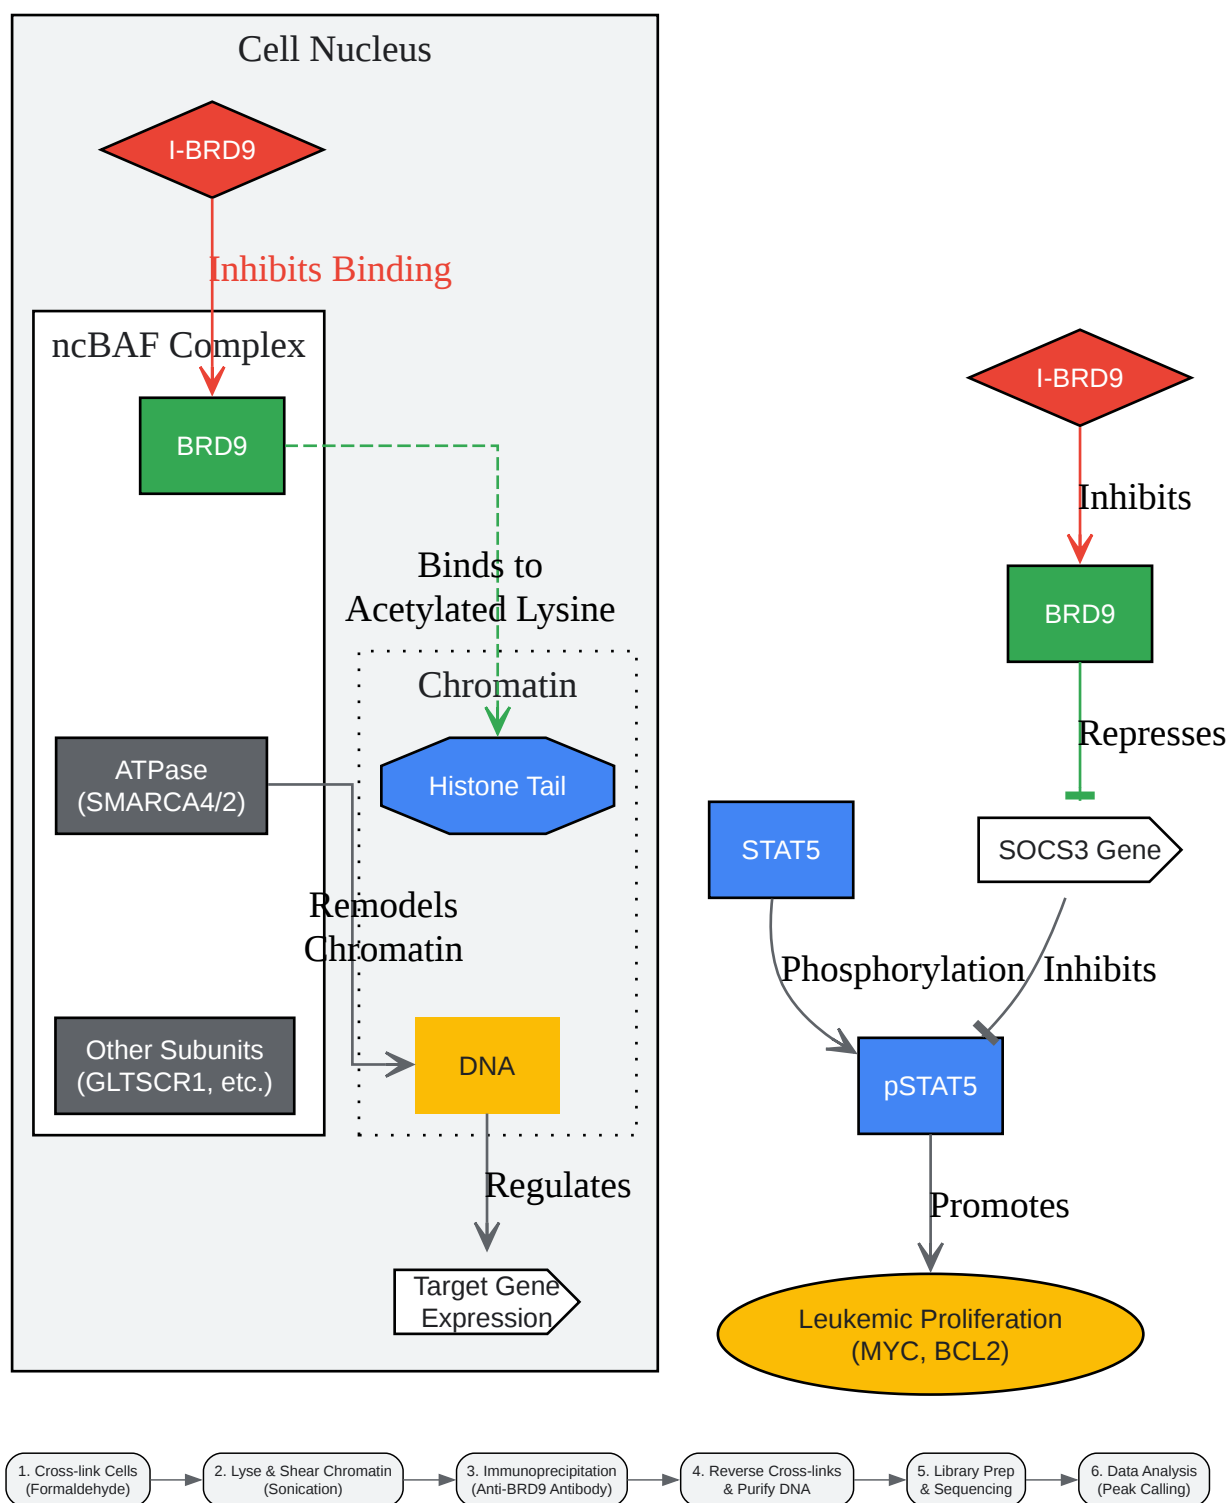 Cell Nucleus
I-BRD9
Inhibits Binding
ncBAF Complex
BRD9
Binds to
Acetylated Lysine
Chromatin
ATPase
(SMARCA4/2)
Histone Tail
Remodels
Chromatin
Other Subunits
(GLTSCR1, etc.)
DNA
Regulates
Target Gene
Expression
I-BRD9
Inhibits
BRD9
Represses
STAT5
SOCS3 Gene
Phosphorylation
Inhibits
pSTAT5
Promotes
Leukemic Proliferation
(MYC, BCL2)
1. Cross-link Cells
(Formaldehyde)
2. Lyse & Shear Chromatin
(Sonication)
3. Immunoprecipitation
(Anti-BRD9 Antibody)
4. Reverse Cross-links
& Purify DNA
5. Library Prep
& Sequencing
6. Data Analysis
(Peak Calling)